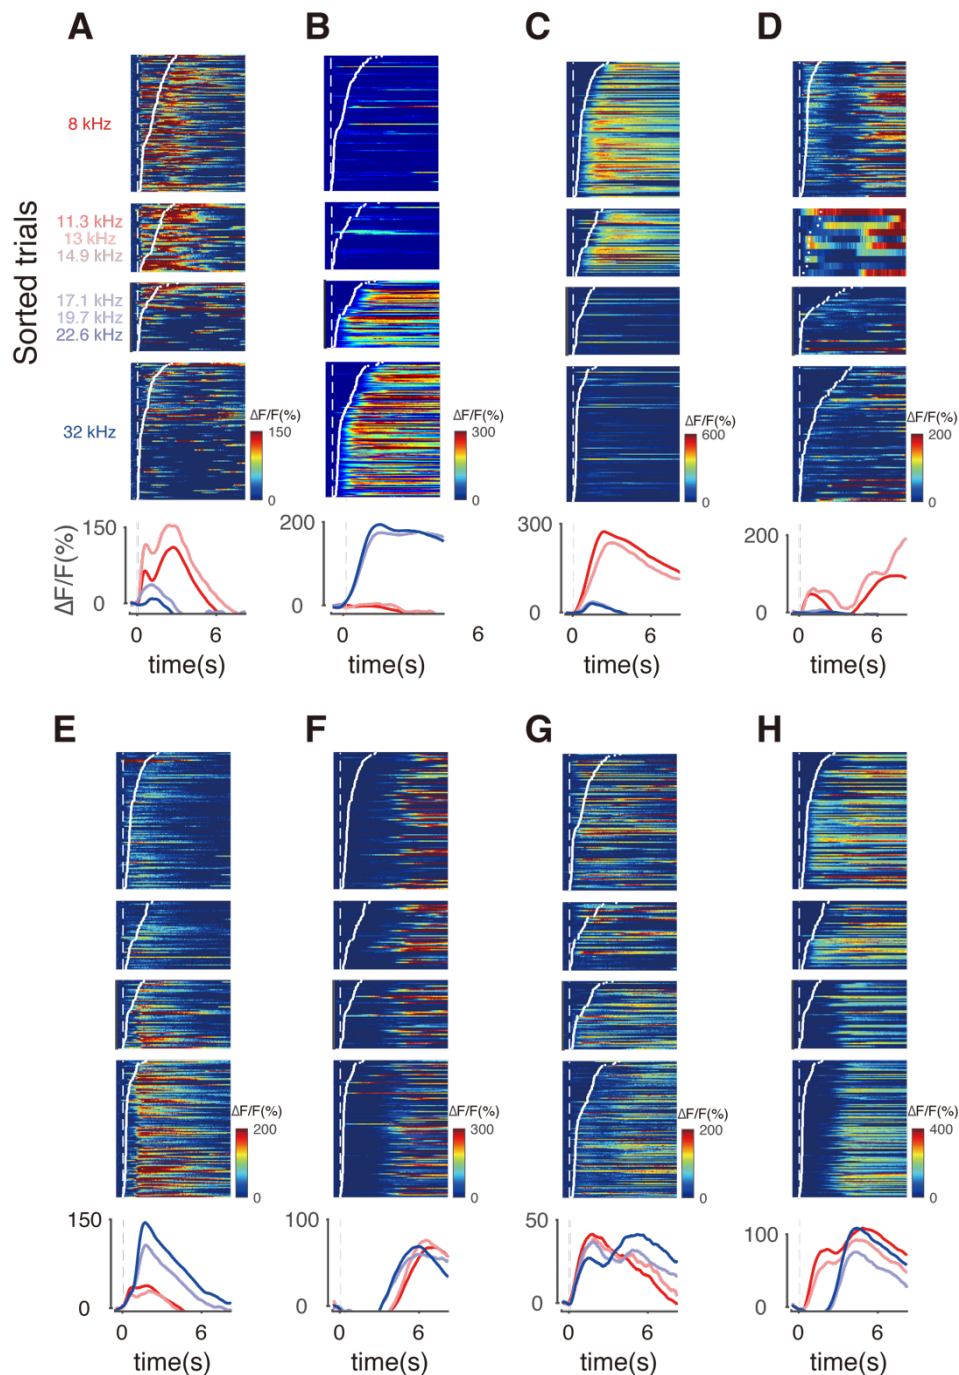 A
B
C
D
Sorted trials
8 kHz
11.3 kHz
13 kHz
14.9 kHz
17.1 kHz
19.7 kHz
22.6 kHz
32 kHz
ΔF/F(%)
150
0
ΔF/F(%)
300
0
ΔF/F(%)
600
0
ΔF/F(%)
200
0
ΔF/F(%)
150
0
0
6
time(s)
200
0
0
6
time(s)
300
0
0
6
time(s)
200
0
0
6
time(s)
E
F
G
H
ΔF/F(%)
200
0
ΔF/F(%)
300
0
ΔF/F(%)
200
0
ΔF/F(%)
400
0
150
0
0
6
time(s)
100
0
0
6
time(s)
50
0
0
6
time(s)
100
0
0
6
time(s)